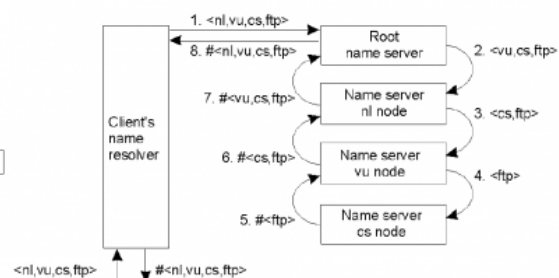 1. <nl,vu,cs,ftp>
8. #<nl,vu,cs,ftp>
Root
name server
2. <vu,cs,ftp>
7. #<vu,cs,ftp>
Name server
nl node
3. <cs,ftp>
Client's
name
resolver
6. #<cs,ftp>
Name server
vu node
4. <ftp>
5. #<ftp>
Name server
cs node
<nl,vu,cs,ftp>
#<nl,vu,cs,ftp>